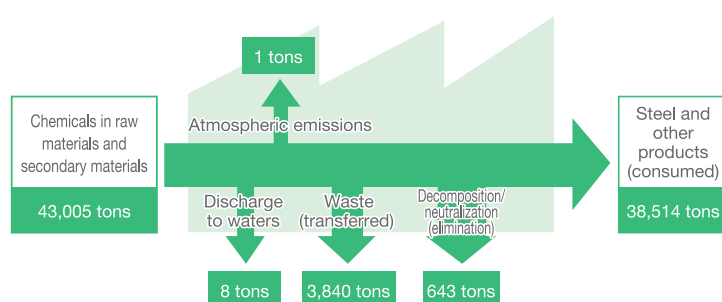 1 tons
Chemicals in raw
materials and
secondary materials
43,005 tons
Atmospheric emissions
Steel and
other
products
(consumed)
38,514 tons
Discharge
to waters
8 tons
Waste
(transferred)
3,840 tons
Decomposition/
neutralization
(elimination)
643 tons